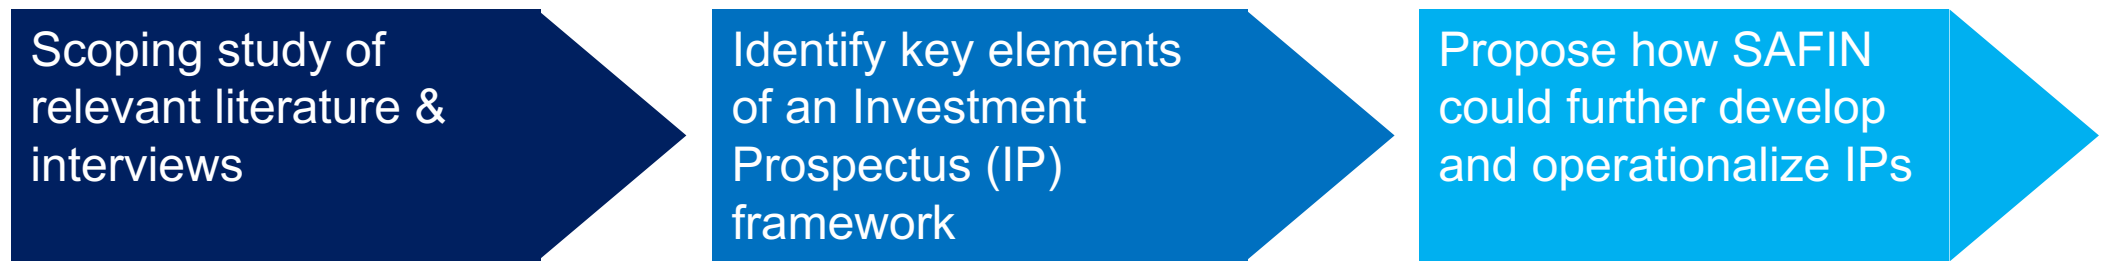 Scoping study of
relevant literature &
interviews
Identify key elements
of an Investment
Prospectus (IP)
framework
Propose how SAFIN
could further develop
and operationalize IPs